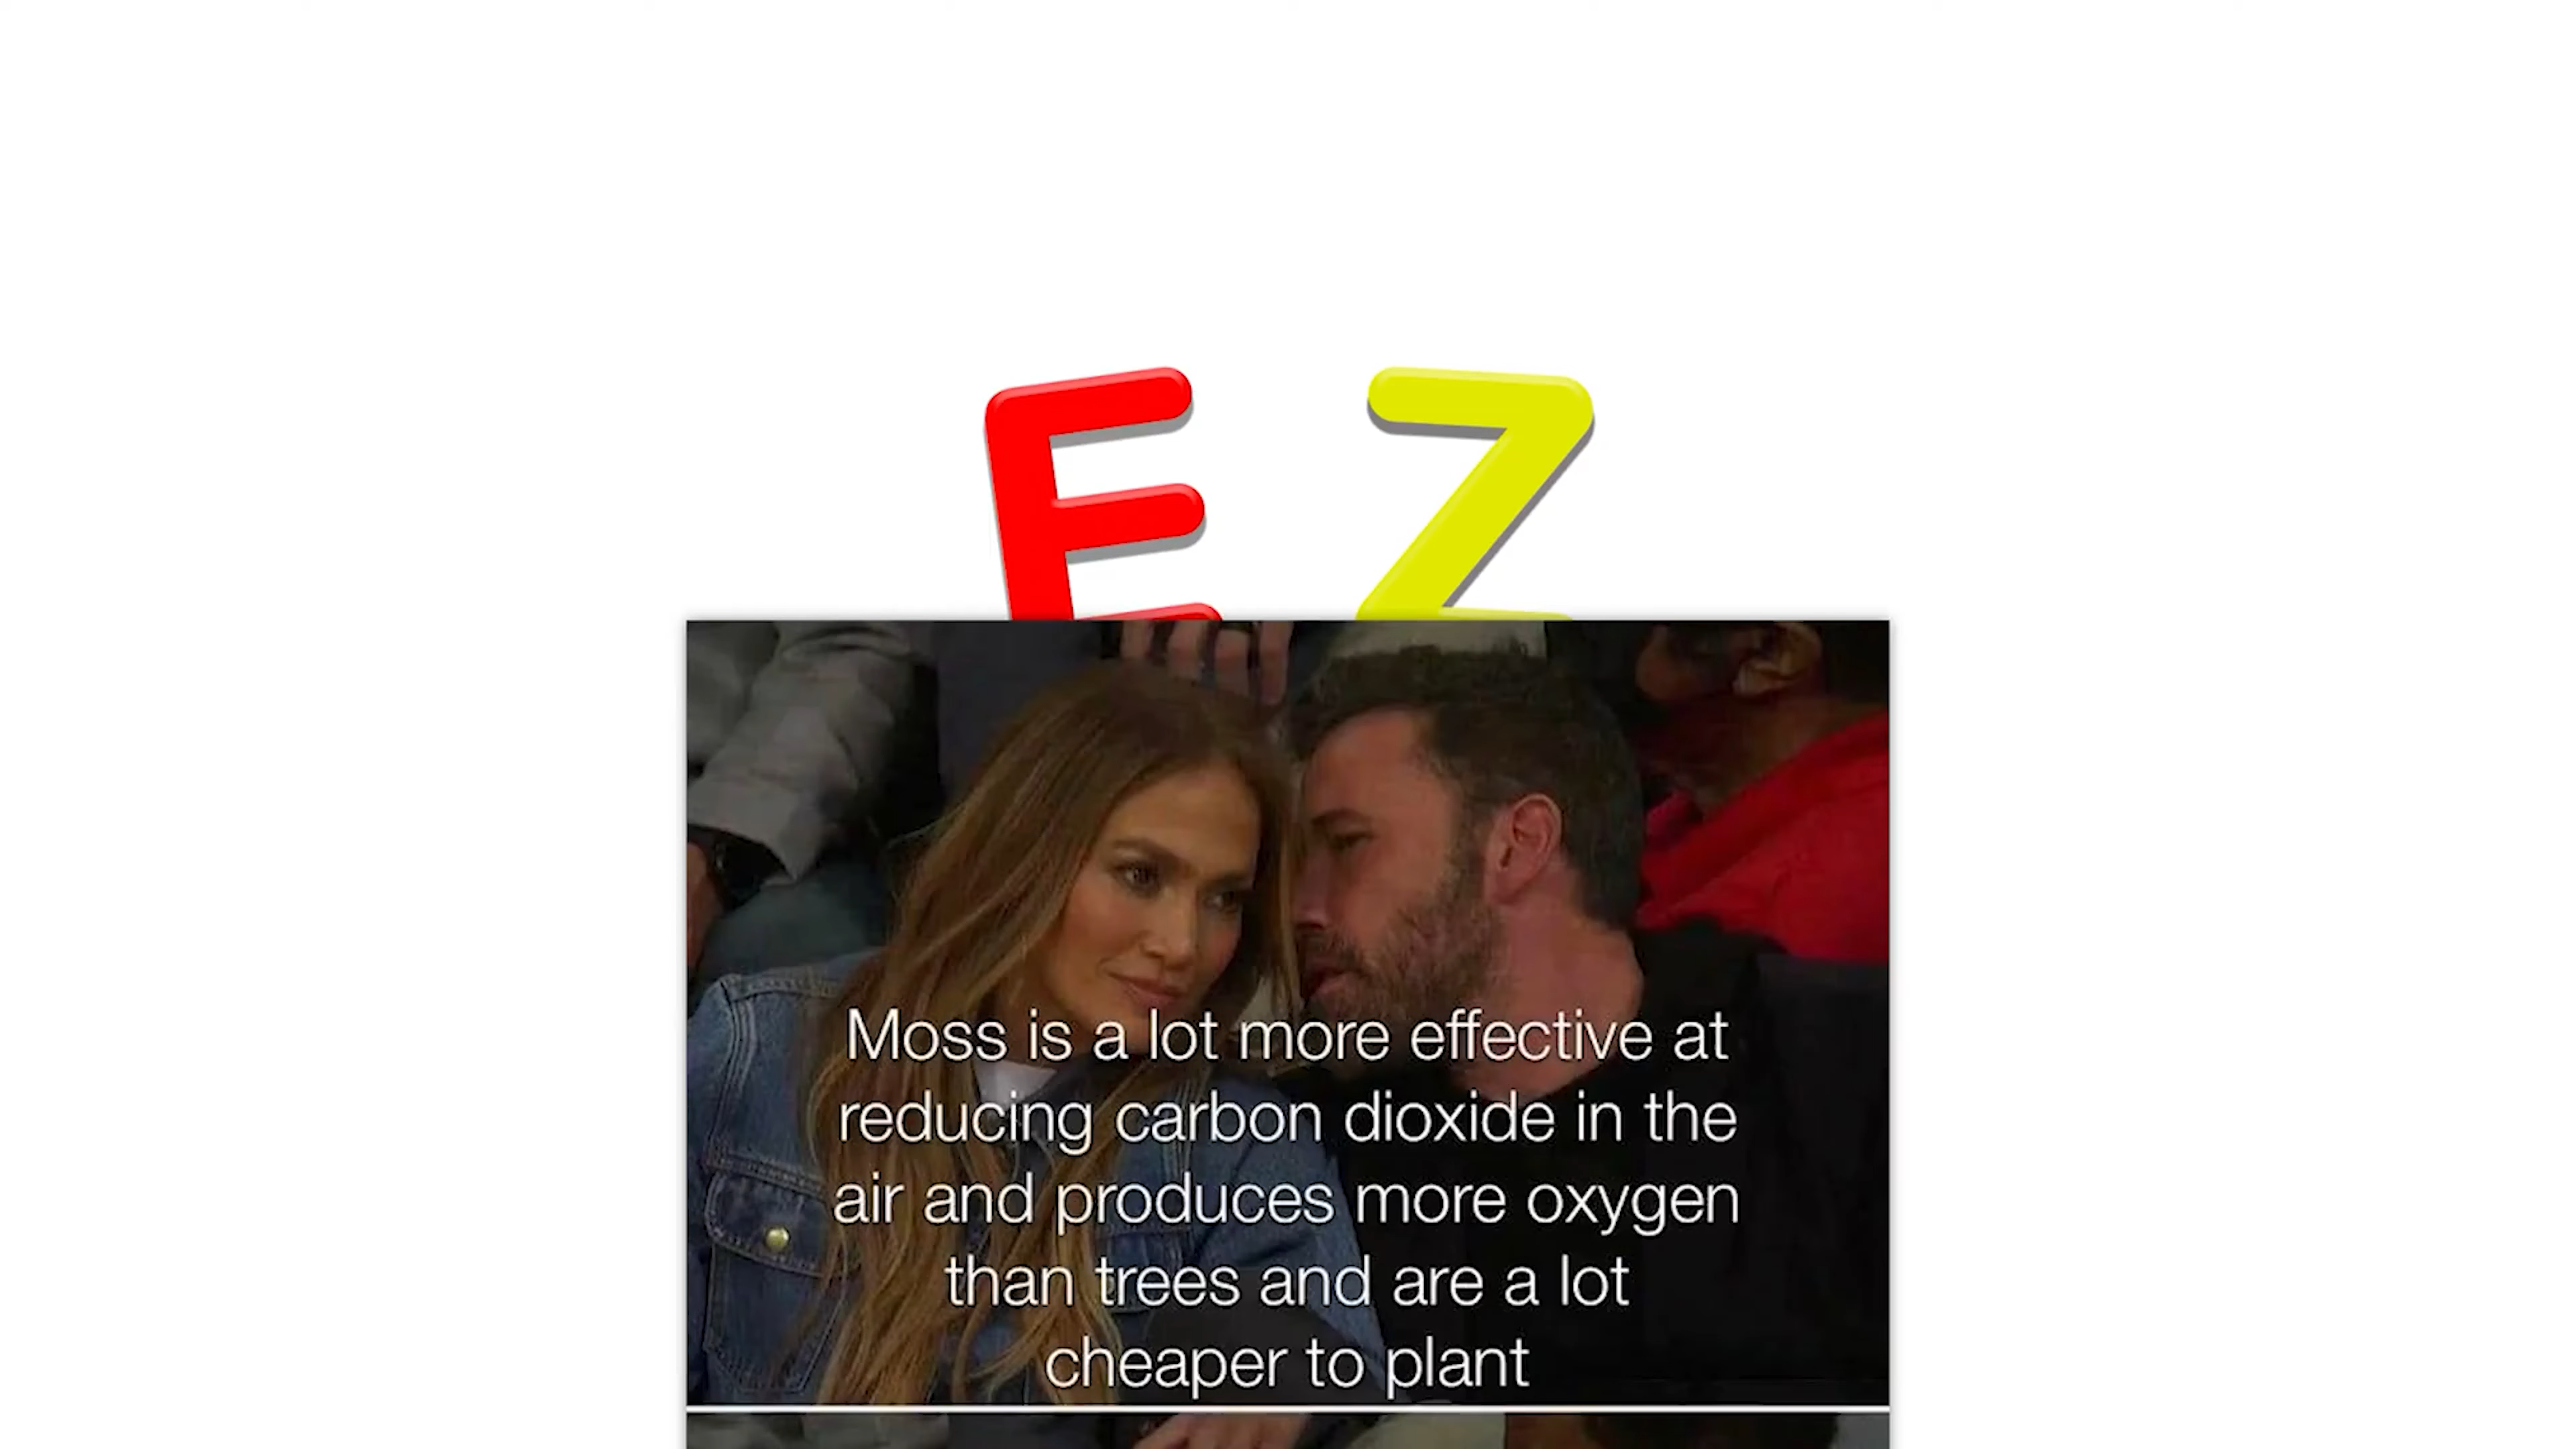 E Z
Moss is a lot more effective at
reducing carbon dioxide in the
air and produces more oxygen
than trees and are a lot
cheaper to plant